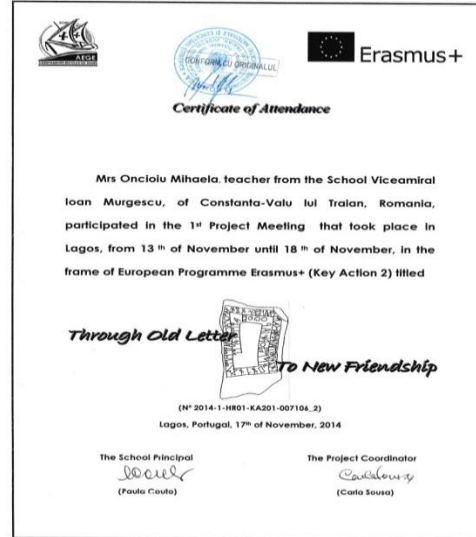 AEGE
CONFORM CU ORIGINALUL
Erasmus+
Certificate of Attendance
Mrs Oncioiu Mihaela, teacher from the School Viceamiral
Ioan Murgescu, of Constanta-Valu lui Traian, Romania,
participated in the 1st Project Meeting that took place in
Lagos, from 13 th of November until 18 th of November, in the
frame of European Programme Erasmus+ (Key Action 2) titled
Through Old Letter
To New Friendship
(Nº 2014-1-HR01-KA201-007106_2)
Lagos, Portugal, 17th of November, 2014
The School Principal
The Project Coordinator
(Paula Couto)
(Carla Sousa)